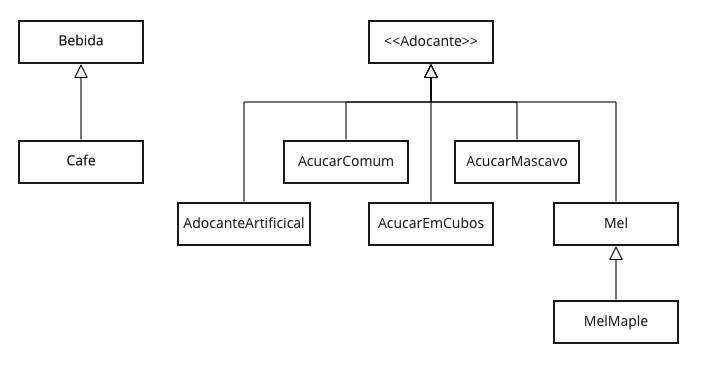 Bebida
<<Adocante>>
Cafe
AcucarComum
AcucarMascavo
AdocanteArtificical
AcucarEmCubos
Mel
MelMaple